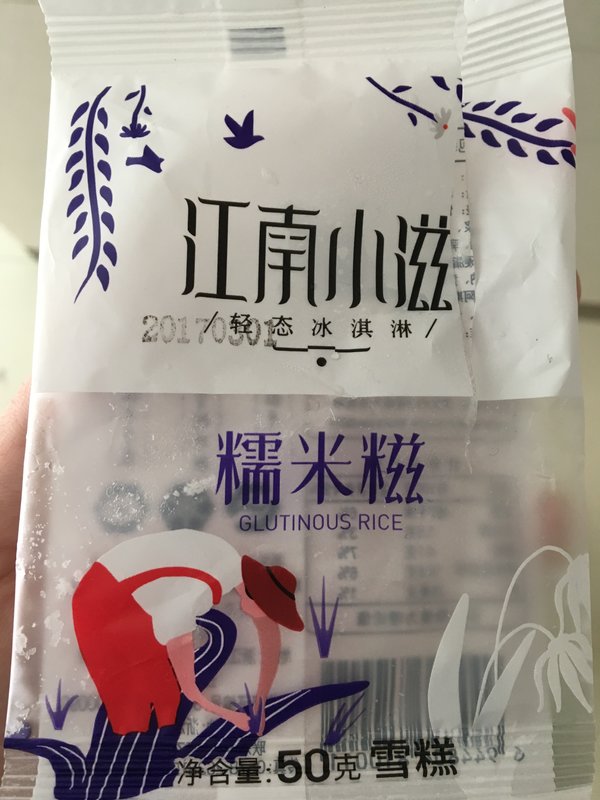 江南小滋
20170301
/轻态冰淇淋/
糯米糍
GLUTINOUS RICE
净含量:50克 雪糕